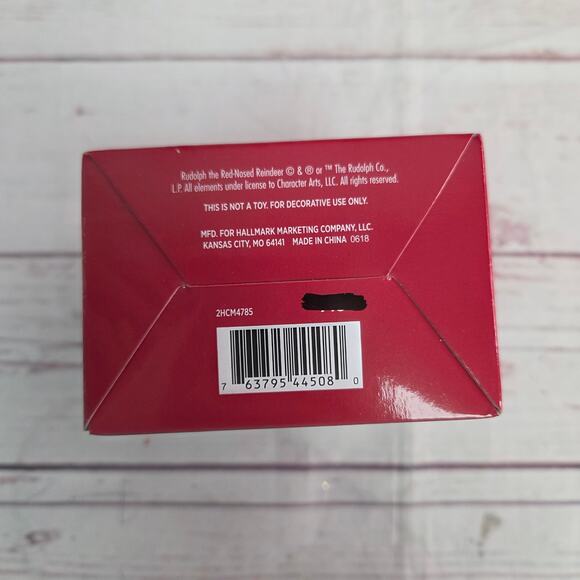 Rudolph the Red-Nosed Reindeer © & ® or ™ The Rudolph Co.,
L.P. All elements under license to Character Arts, LLC. All rights reserved.
THIS IS NOT A TOY. FOR DECORATIVE USE ONLY.
MFD. FOR HALLMARK MARKETING COMPANY, LLC.
KANSAS CITY, MO 64141 MADE IN CHINA 0618
2HCM4785
7 63795 44508 0